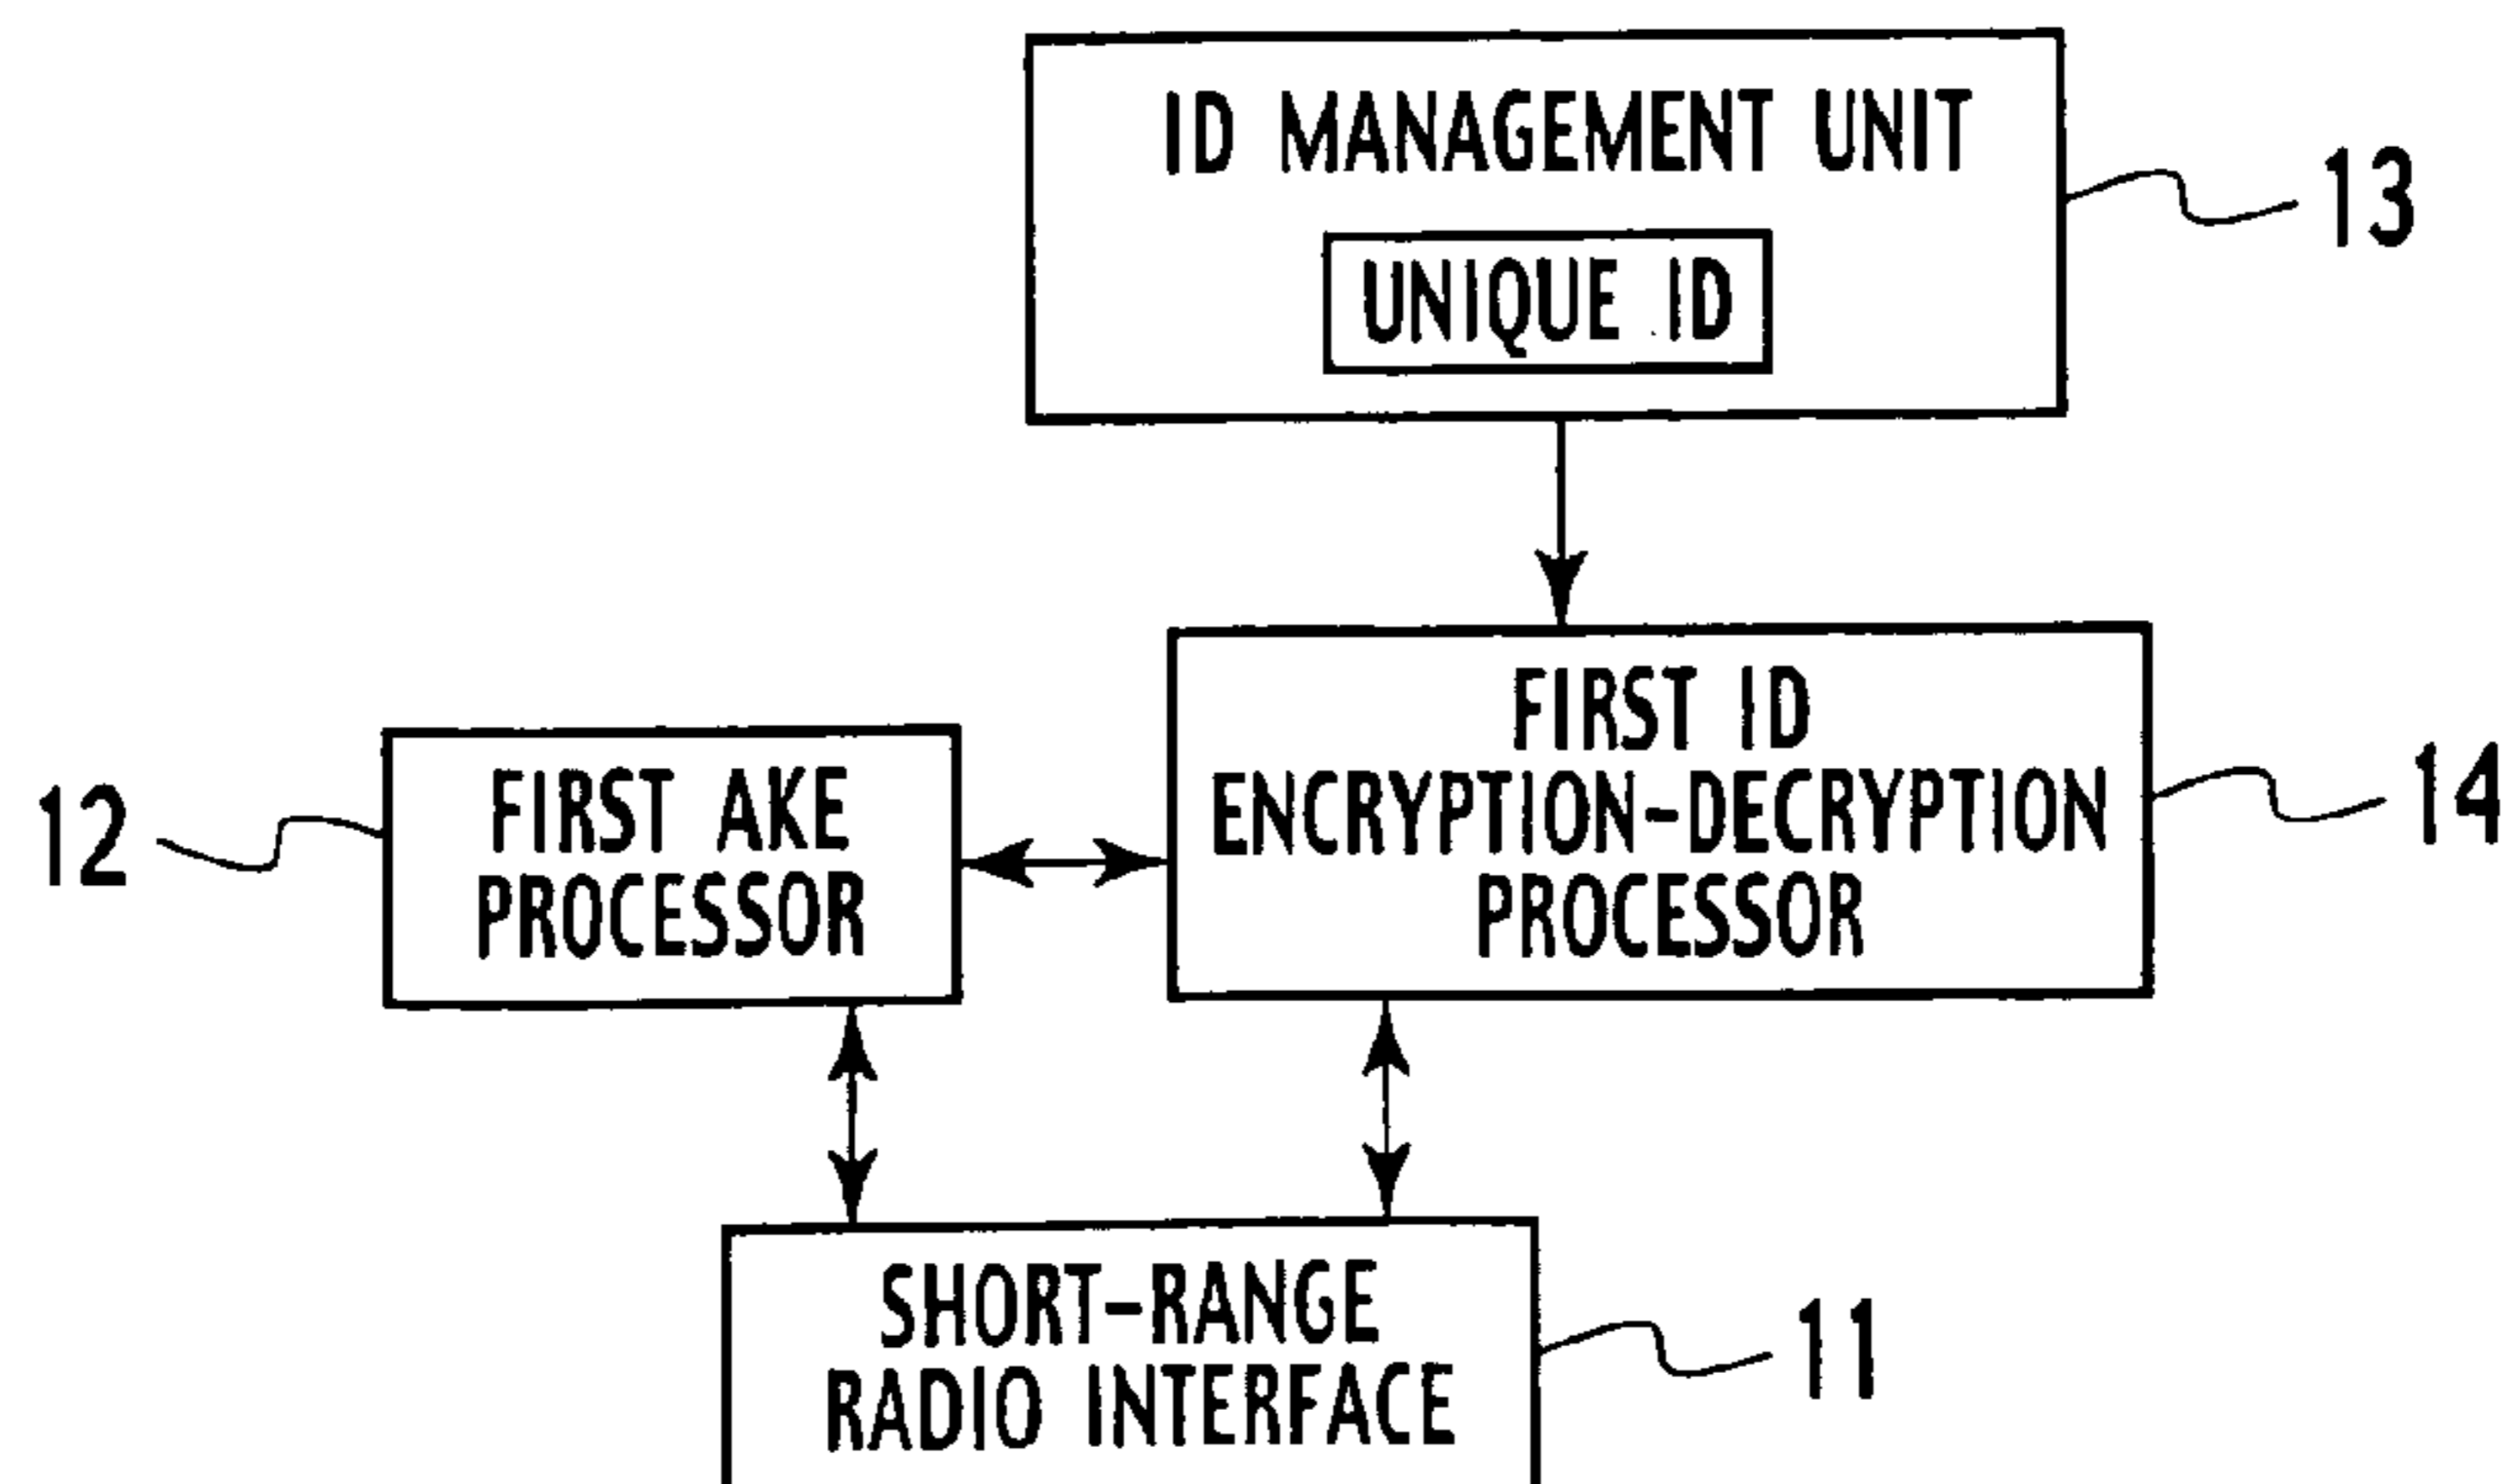 ID MANAGEMENT UNIT
13
UNIQUE ID
FIRST ID
ENCRYPTION-DECRYPTION
PROCESSOR
14
12
FIRST AKE
PROCESSOR
SHORT-RANGE
RADIO INTERFACE
11